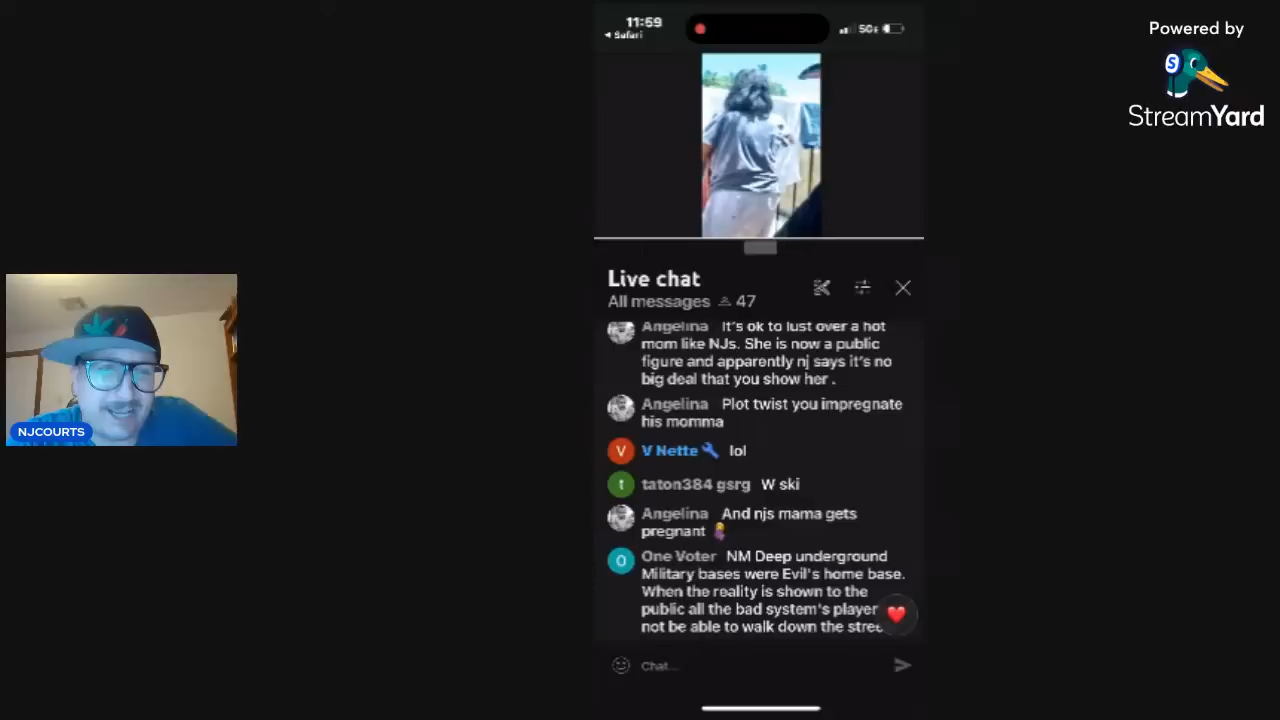 11:59
Safari
5GE
Powered by
S
StreamYard
Live chat
All messages 47
Angelina It's ok to lust over a hot
mom like NJs. She is now a public
figure and apparently nj says it's no
big deal that you show her .
Angelina Plot twist you impregnate
his momma
V V Nette lol
t taton384 gsrg W ski
Angelina And njs mama gets
pregnant
O One Voter NM Deep underground
Military bases were Evil's home base.
When the reality is shown to the
public all the bad system's player
not be able to walk down the stree
Chat...
NJCOURTS